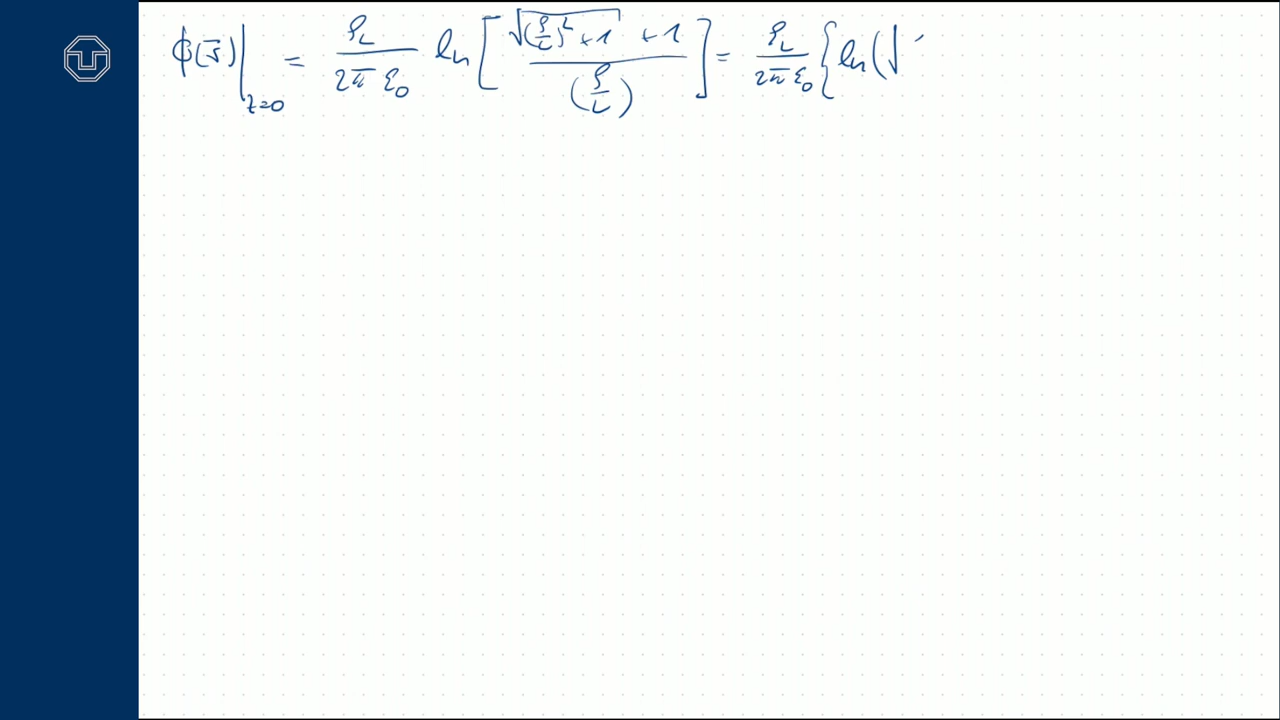 ϕ(r̄)|_{z=0} = ρ_L / (2π ε_0) ln[ (√((ρ/L)² + 1) + 1) / (ρ/L) ] = ρ_L / (2π ε_0) { ln(√